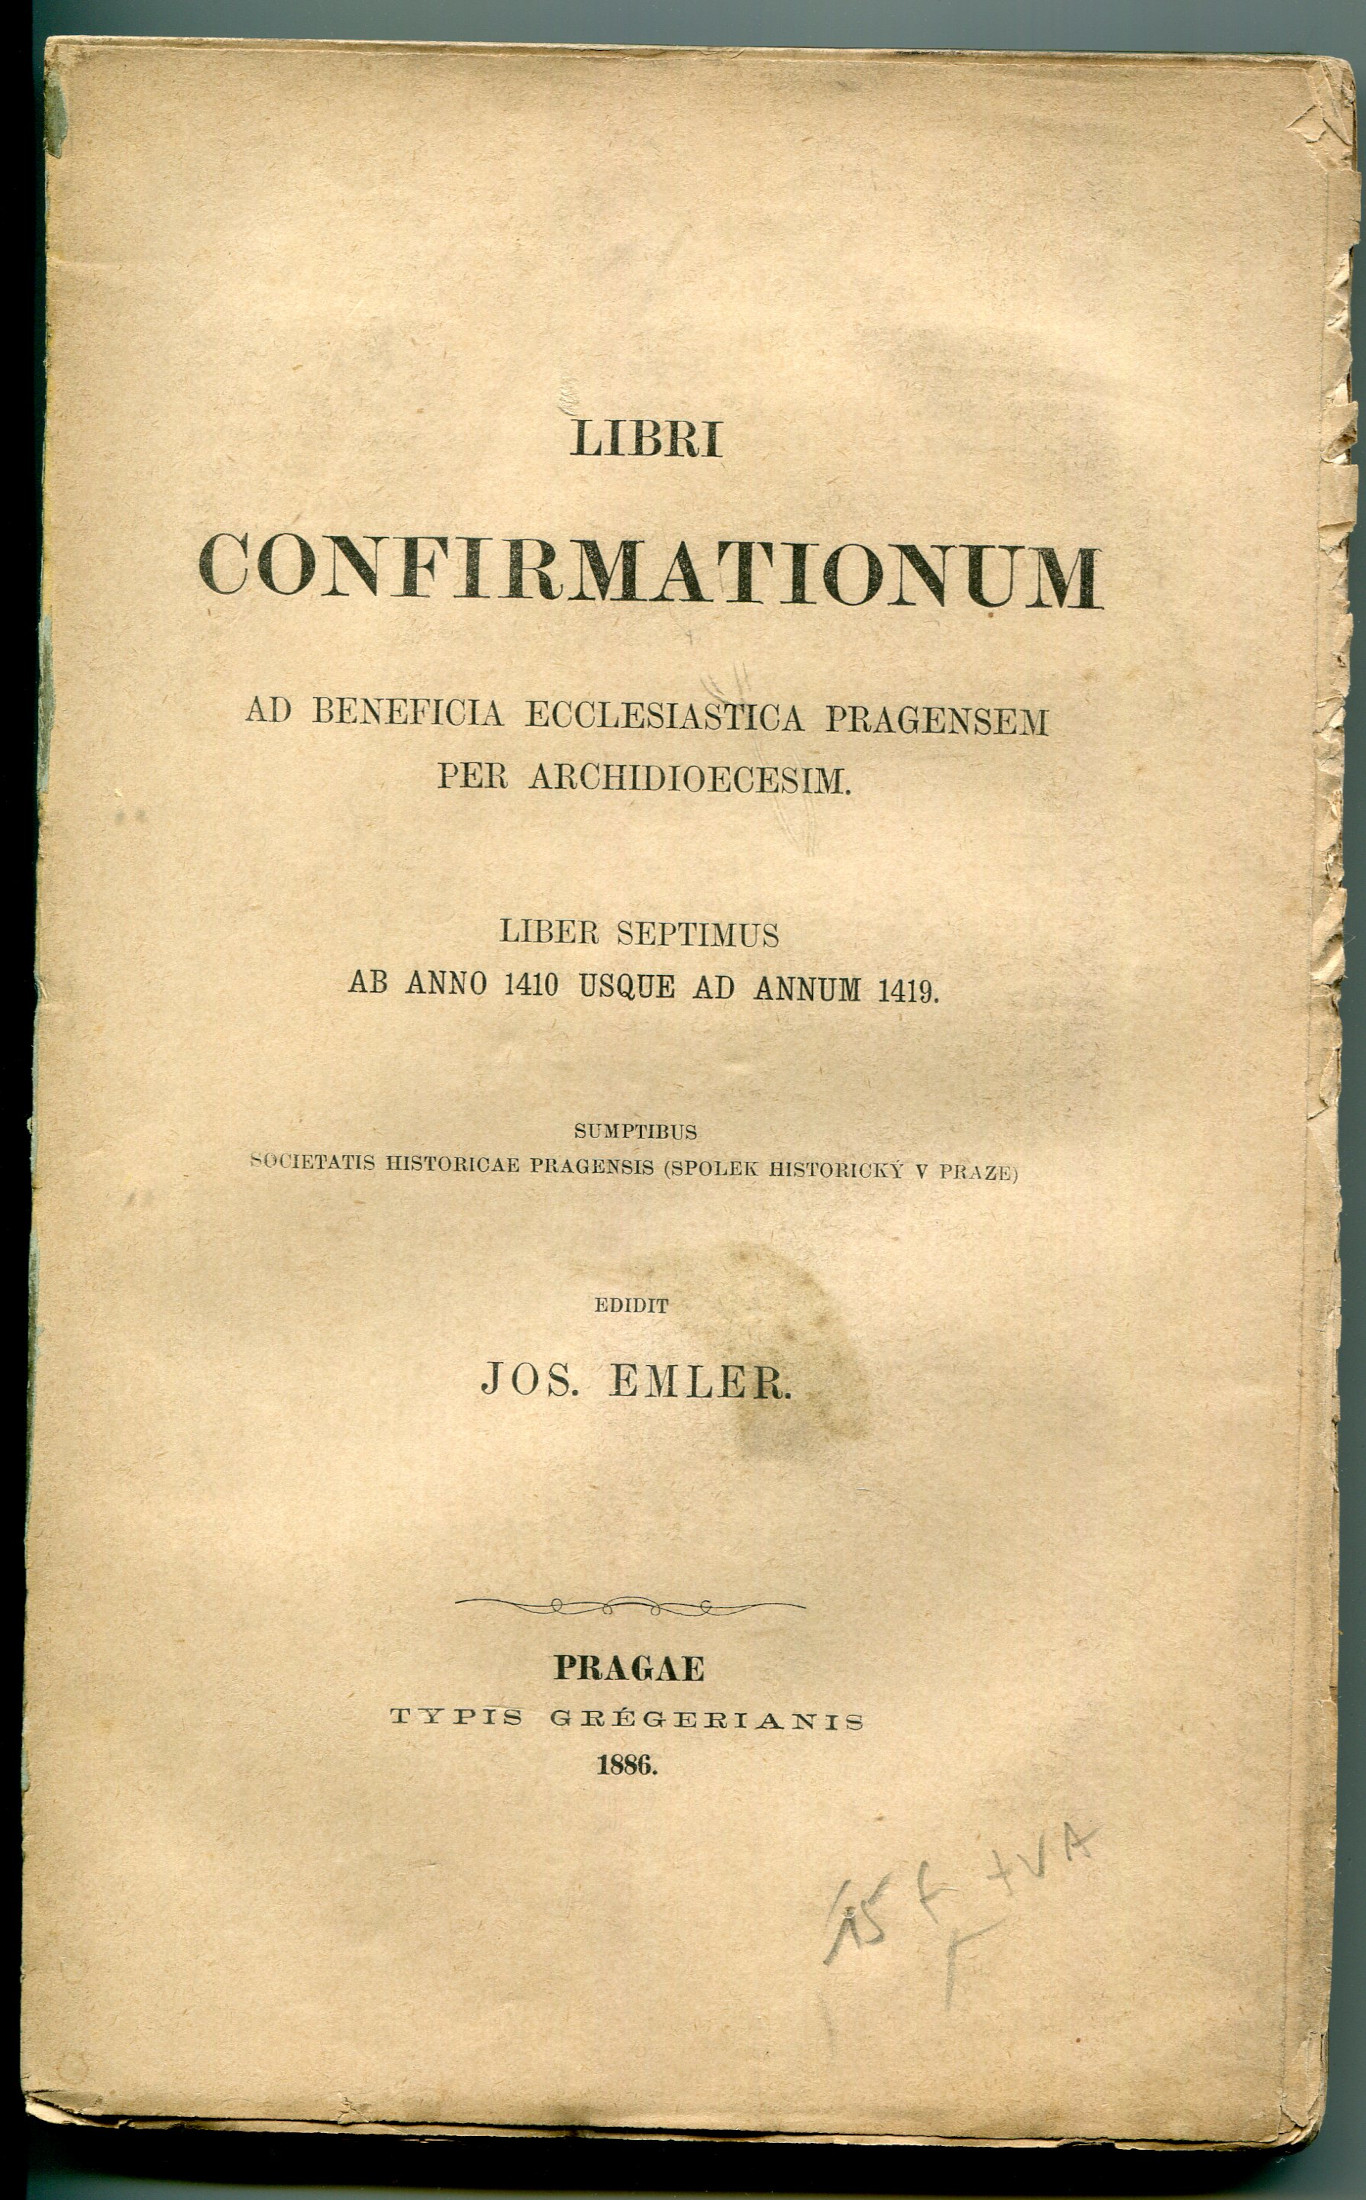 LIBRI
CONFIRMATIONUM
AD BENEFICIA ECCLESIASTICA PRAGENSEM
PER ARCHIDIOECESIM.
LIBER SEPTIMUS
AB ANNO 1410 USQUE AD ANNUM 1419.
SUMPTIBUS
SOCIETATIS HISTORICAE PRAGENSIS (SPOLEK HISTORICKÝ V PRAZE)
EDIDIT
JOS. EMLER.
PRAGAE
TYPIS GRÉGERIANIS
1886.